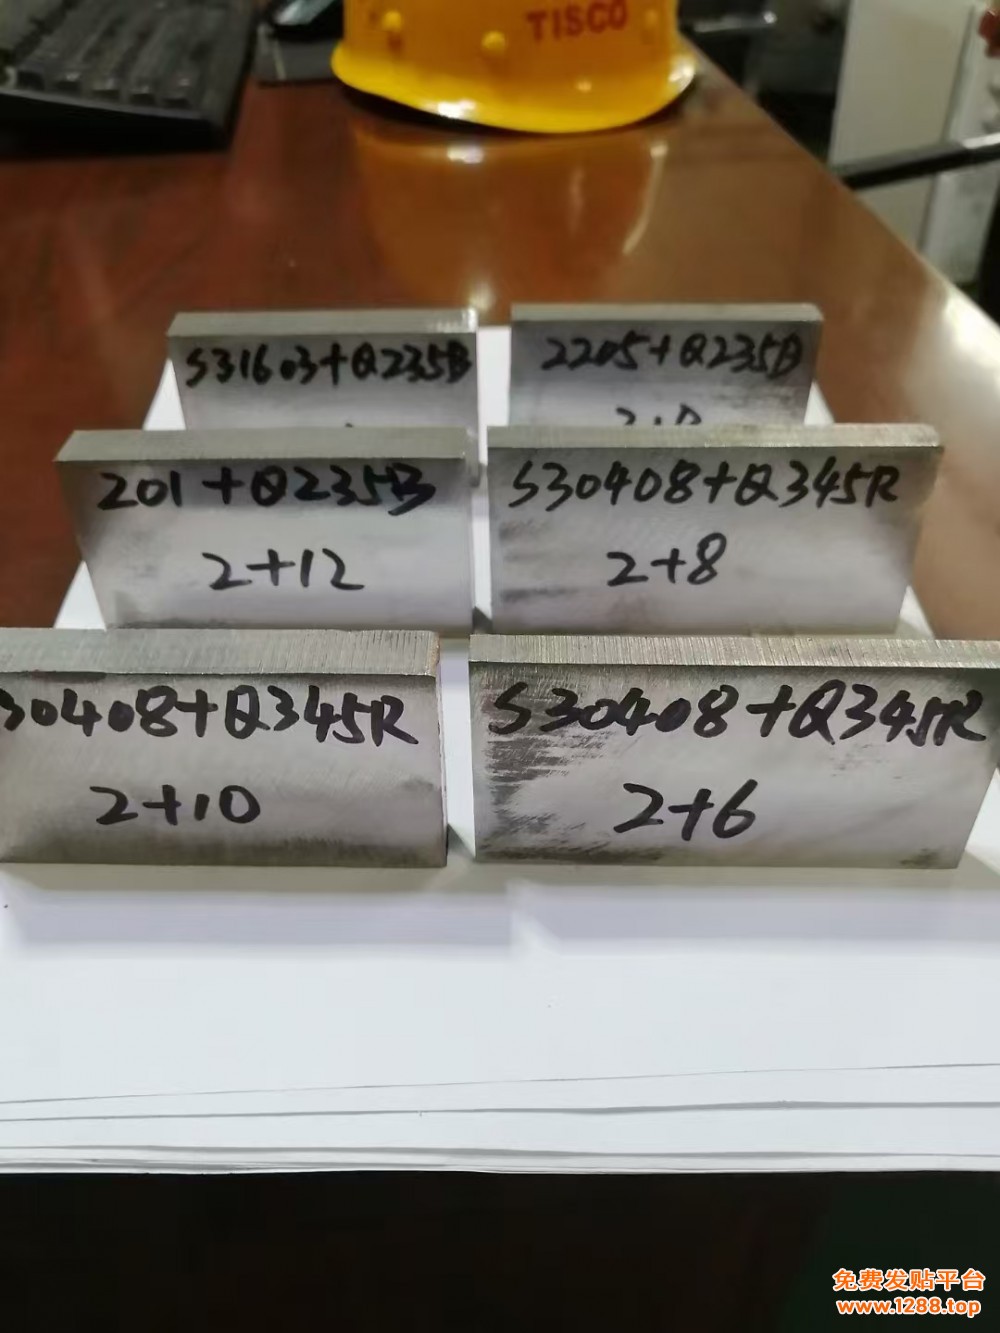 TISCO
S31603+Q235B
2205+Q235B
201+Q235B
2+12
S30408+Q345R
2+8
30408+Q345R
2+10
S30408+Q345R
2+6
免费发贴平台
www.1288.top